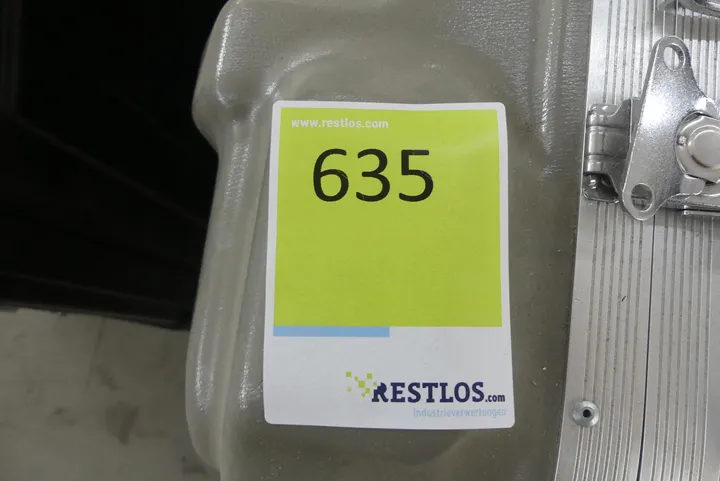 www.restlos.com
635
RESTLOS.com
Industrieverwertungen